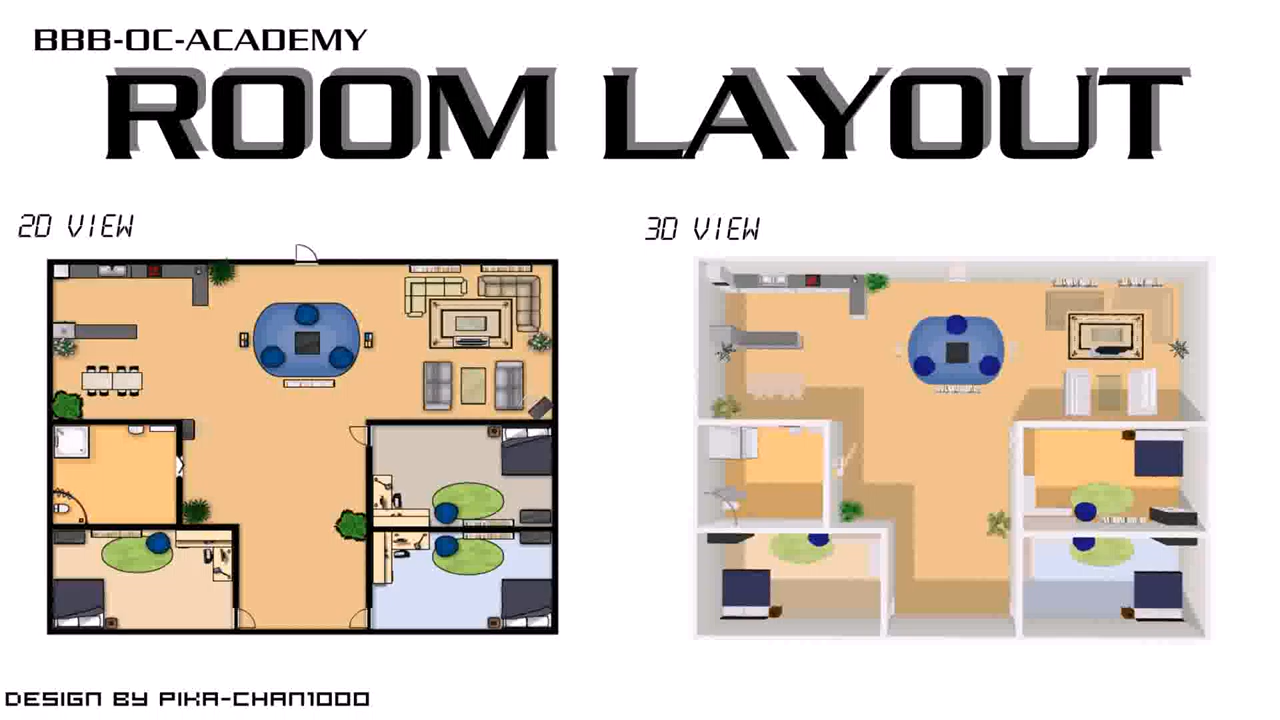 BBB-OC-ACADEMY
ROOM LAYOUT
2D VIEW
3D VIEW
DESIGN BY PIKA-CHAN1000